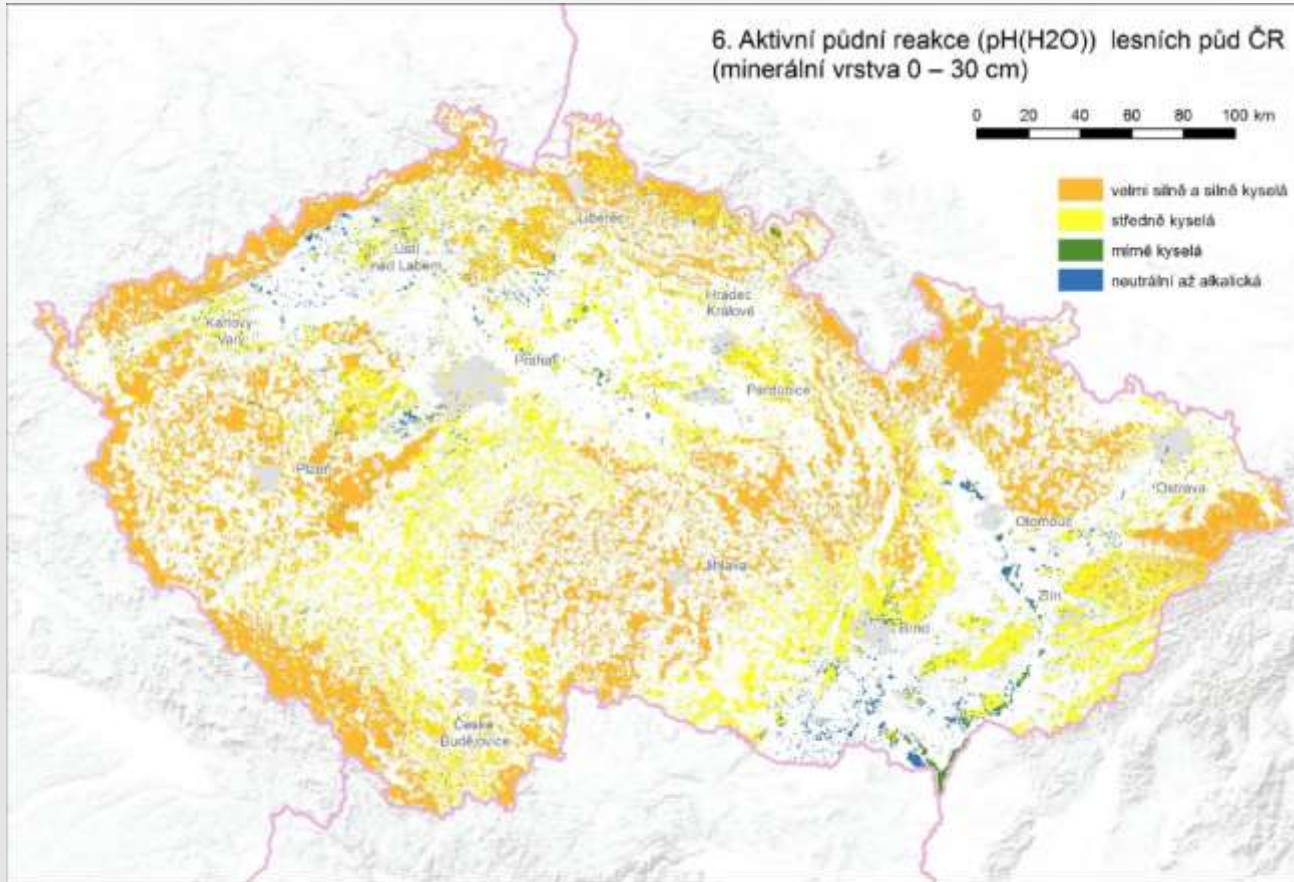 6. Aktivní půdní reakce (pH(H2O)) lesních půd ČR
(minerální vrstva 0 – 30 cm)
0 20 40 60 80 100 km
velmi silně a silně kyselá
středně kyselá
mírně kyselá
neutrální až alkalická
Liberec
Ústí
nad Labem
Hradec
Králové
Karlovy
Vary
Praha
Pardubice
Plzeň
Ostrava
Olomouc
Jihlava
Zlín
Brno
České
Budějovice